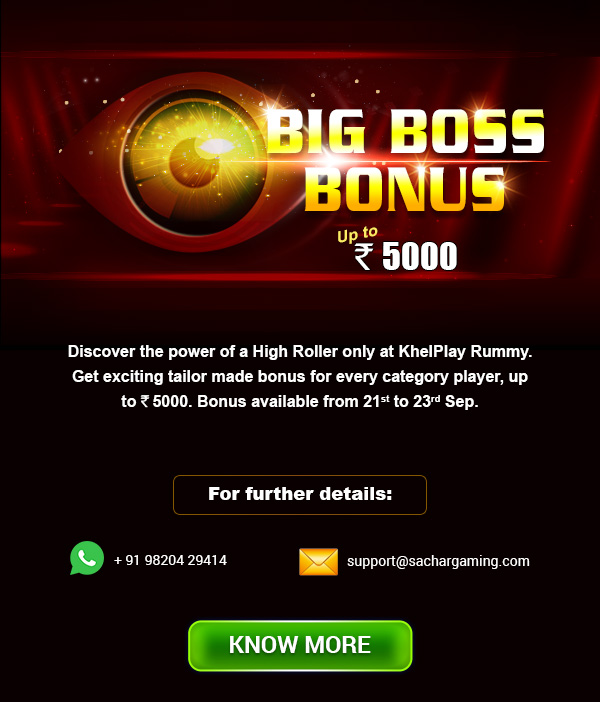 BIG BOSS
BONUS
Up to
₹ 5000
Discover the power of a High Roller only at KhelPlay Rummy.
Get exciting tailor made bonus for every category player, up
to ₹ 5000. Bonus available from 21st to 23rd Sep.
For further details:
+ 91 98204 29414
support@sachargaming.com
KNOW MORE